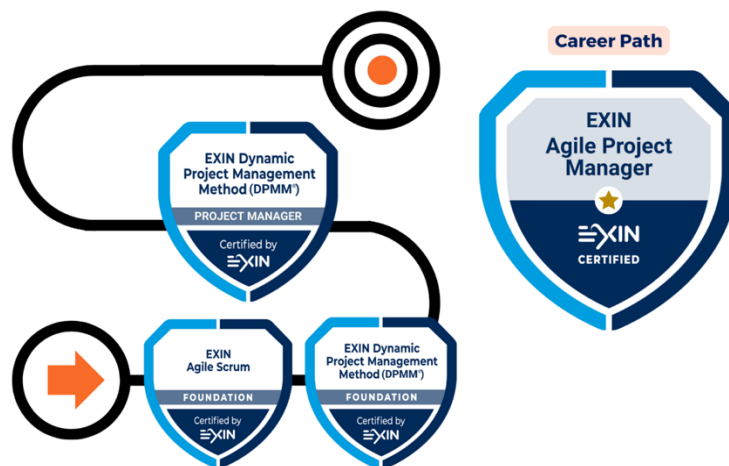 Career Path
EXIN
Agile Project
Manager
EXIN
CERTIFIED
EXIN Dynamic
Project Management
Method (DPMM®)
PROJECT MANAGER
Certified by
EXIN
EXIN
Agile Scrum
FOUNDATION
Certified by
EXIN
EXIN Dynamic
Project Management
Method (DPMM®)
FOUNDATION
Certified by
EXIN